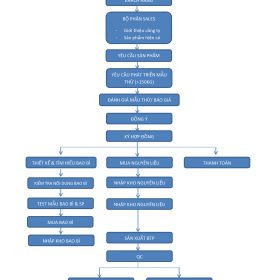 KHÁCH HÀNG
BỘ PHẬN SALES
- Giới thiệu công ty
- Sản phẩm hiện có
YÊU CẦU SẢN PHẨM
YÊU CẦU PHÁT TRIỂN MẪU
THỬ (>150KG)
ĐÁNH GIÁ MẪU THỬ/ BÁO GIÁ
ĐỒNG Ý
KÝ HỢP ĐỒNG
THIẾT KẾ & TÌM HIỂU BAO BÌ
MUA NGUYÊN LIỆU
THANH TOÁN
KIỂM TRA NỘI DUNG BAO BÌ
NHẬP KHO NGUYÊN LIỆU
TEST MẪU BAO BÌ & SP
NHẬP KHO NGUYÊN LIỆU
MUA BAO BÌ
NHẬP KHO BAO BÌ
SẢN XUẤT BTP
QC